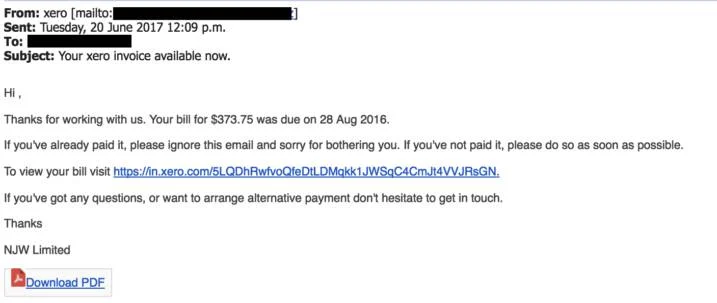 From: xero [mailto: ]
Sent: Tuesday, 20 June 2017 12:09 p.m.
To:
Subject: Your xero invoice available now.
Hi ,
Thanks for working with us. Your bill for $373.75 was due on 28 Aug 2016.
If you've already paid it, please ignore this email and sorry for bothering you. If you've not paid it, please do so as soon as possible.
To view your bill visit https://in.xero.com/5LQDhRwfvoQfeDtLDMqkk1JWSqC4CmJt4VVJRsGN.
If you've got any questions, or want to arrange alternative payment don't hesitate to get in touch.
Thanks
NJW Limited
Download PDF